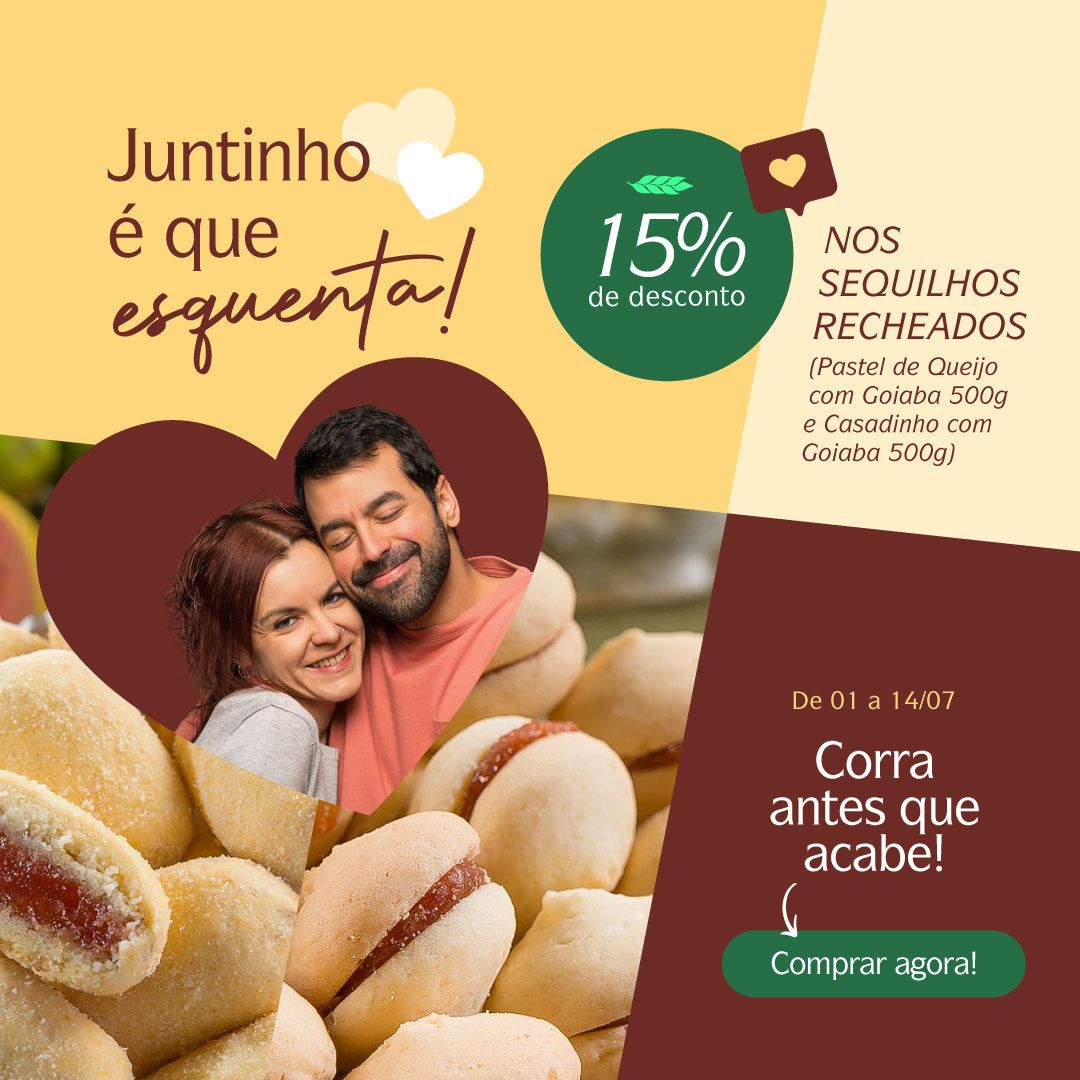 Juntinho
é que
esquenta!
15%
de desconto
NOS
SEQUILHOS
RECHEADOS
(Pastel de Queijo
com Goiaba 500g
e Casadinho com
Goiaba 500g)
De 01 a 14/07
Corra
antes que
acabe!
Comprar agora!